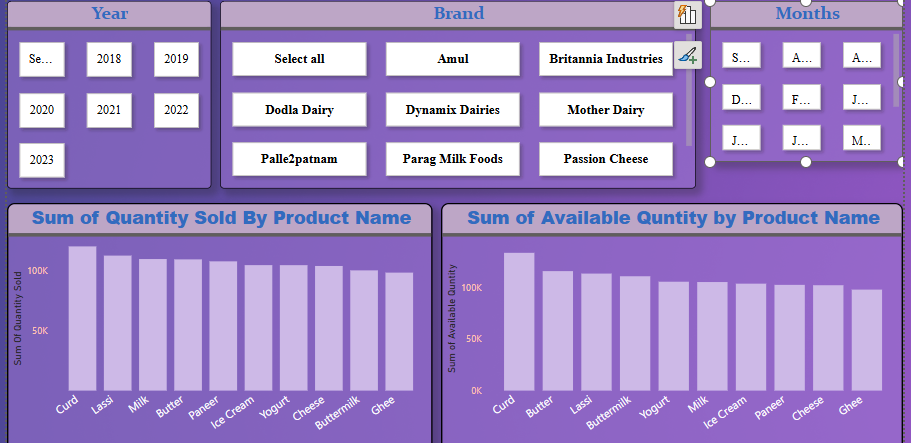 Year
Brand
Months
Se...
2018
2019
2020
2021
2022
2023
Select all
Amul
Britannia Industries
Dodla Dairy
Dynamix Dairies
Mother Dairy
Palle2patnam
Parag Milk Foods
Passion Cheese
S...
A...
A...
D...
F...
J...
J...
J...
M..
Sum of Quantity Sold By Product Name
Sum Of Quantity Sold
100K
50K
Curd
Lassi
Milk
Butter
Paneer
Ice Cream
Yogurt
Cheese
Buttermilk
Ghee
Sum of Available Quntity by Product Name
Sum of Available Quntity
100K
50K
0K
Curd
Butter
Lassi
Buttermilk
Yogurt
Milk
Ice Cream
Paneer
Cheese
Ghee